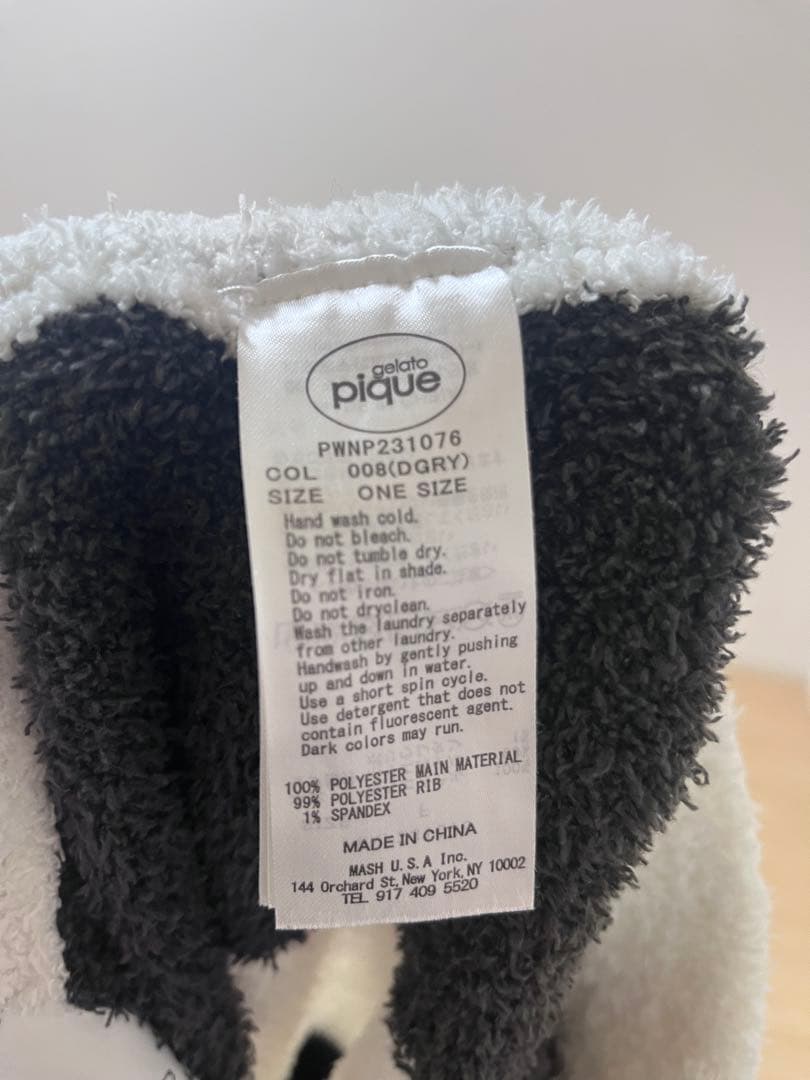 gelato
pique
PWNP231076
COL 008(DGRY)
SIZE ONE SIZE
Hand wash cold.
Do not bleach.
Do not tumble dry.
Dry flat in shade.
Do not iron.
Do not dryclean.
Wash the laundry separately
from other laundry.
Handwash by gently pushing
up and down in water.
Use a short spin cycle.
Use detergent that does not
contain fluorescent agent.
Dark colors may run.
100% POLYESTER MAIN MATERIAL
99% POLYESTER RIB
1% SPANDEX
MADE IN CHINA
MASH U.S.A Inc.
144 Orchard St, New York, NY 10002
TEL 917 409 5520